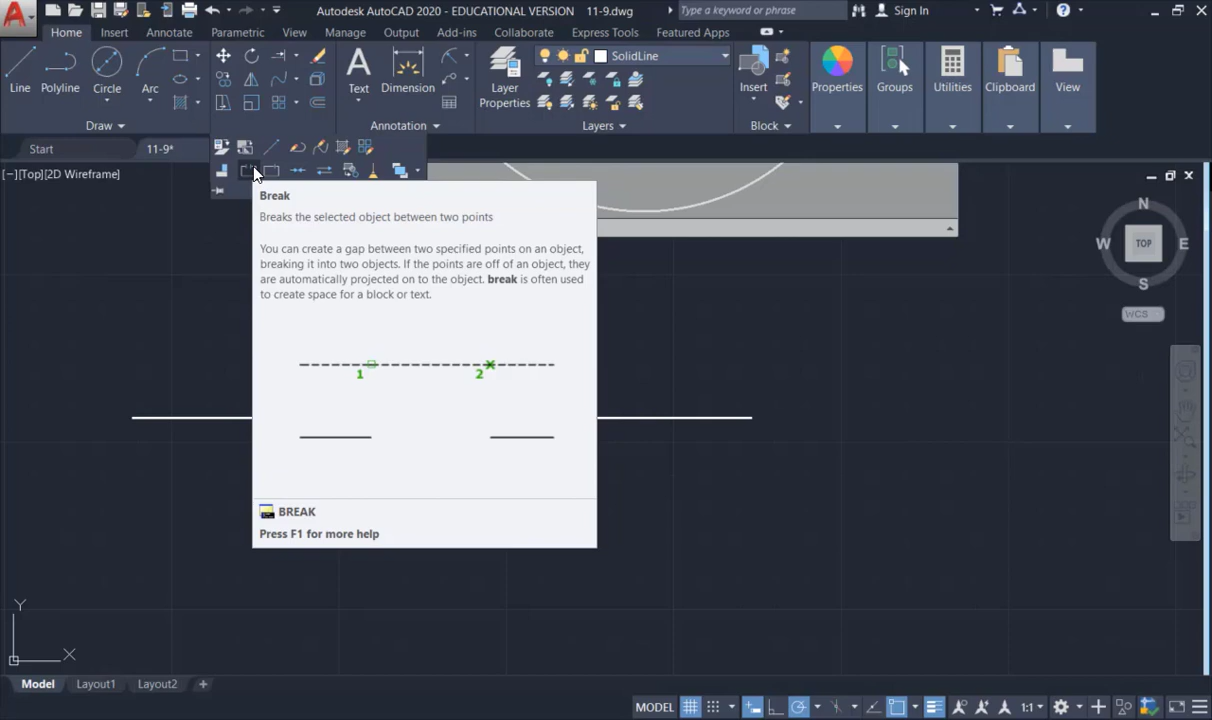 Autodesk AutoCAD 2020 - EDUCATIONAL VERSION 11-9.dwg
Type a keyword or phrase
Sign In
Home Insert Annotate Parametric View Manage Output Add-ins Collaborate Express Tools Featured Apps
SolidLine
Line Polyline Circle Arc
Text Dimension
Layer
Properties
Insert
Properties Groups Utilities Clipboard View
Draw
Annotation
Layers
Block
Start 11-9*
[−][Top][2D Wireframe]
Break
Breaks the selected object between two points
You can create a gap between two specified points on an object,
breaking it into two objects. If the points are off of an object, they
are automatically projected on to the object. break is often used
to create space for a block or text.
1 2
BREAK
Press F1 for more help
N
W TOP E
S
WCS
Y
X
Model Layout1 Layout2 +
MODEL 1:1